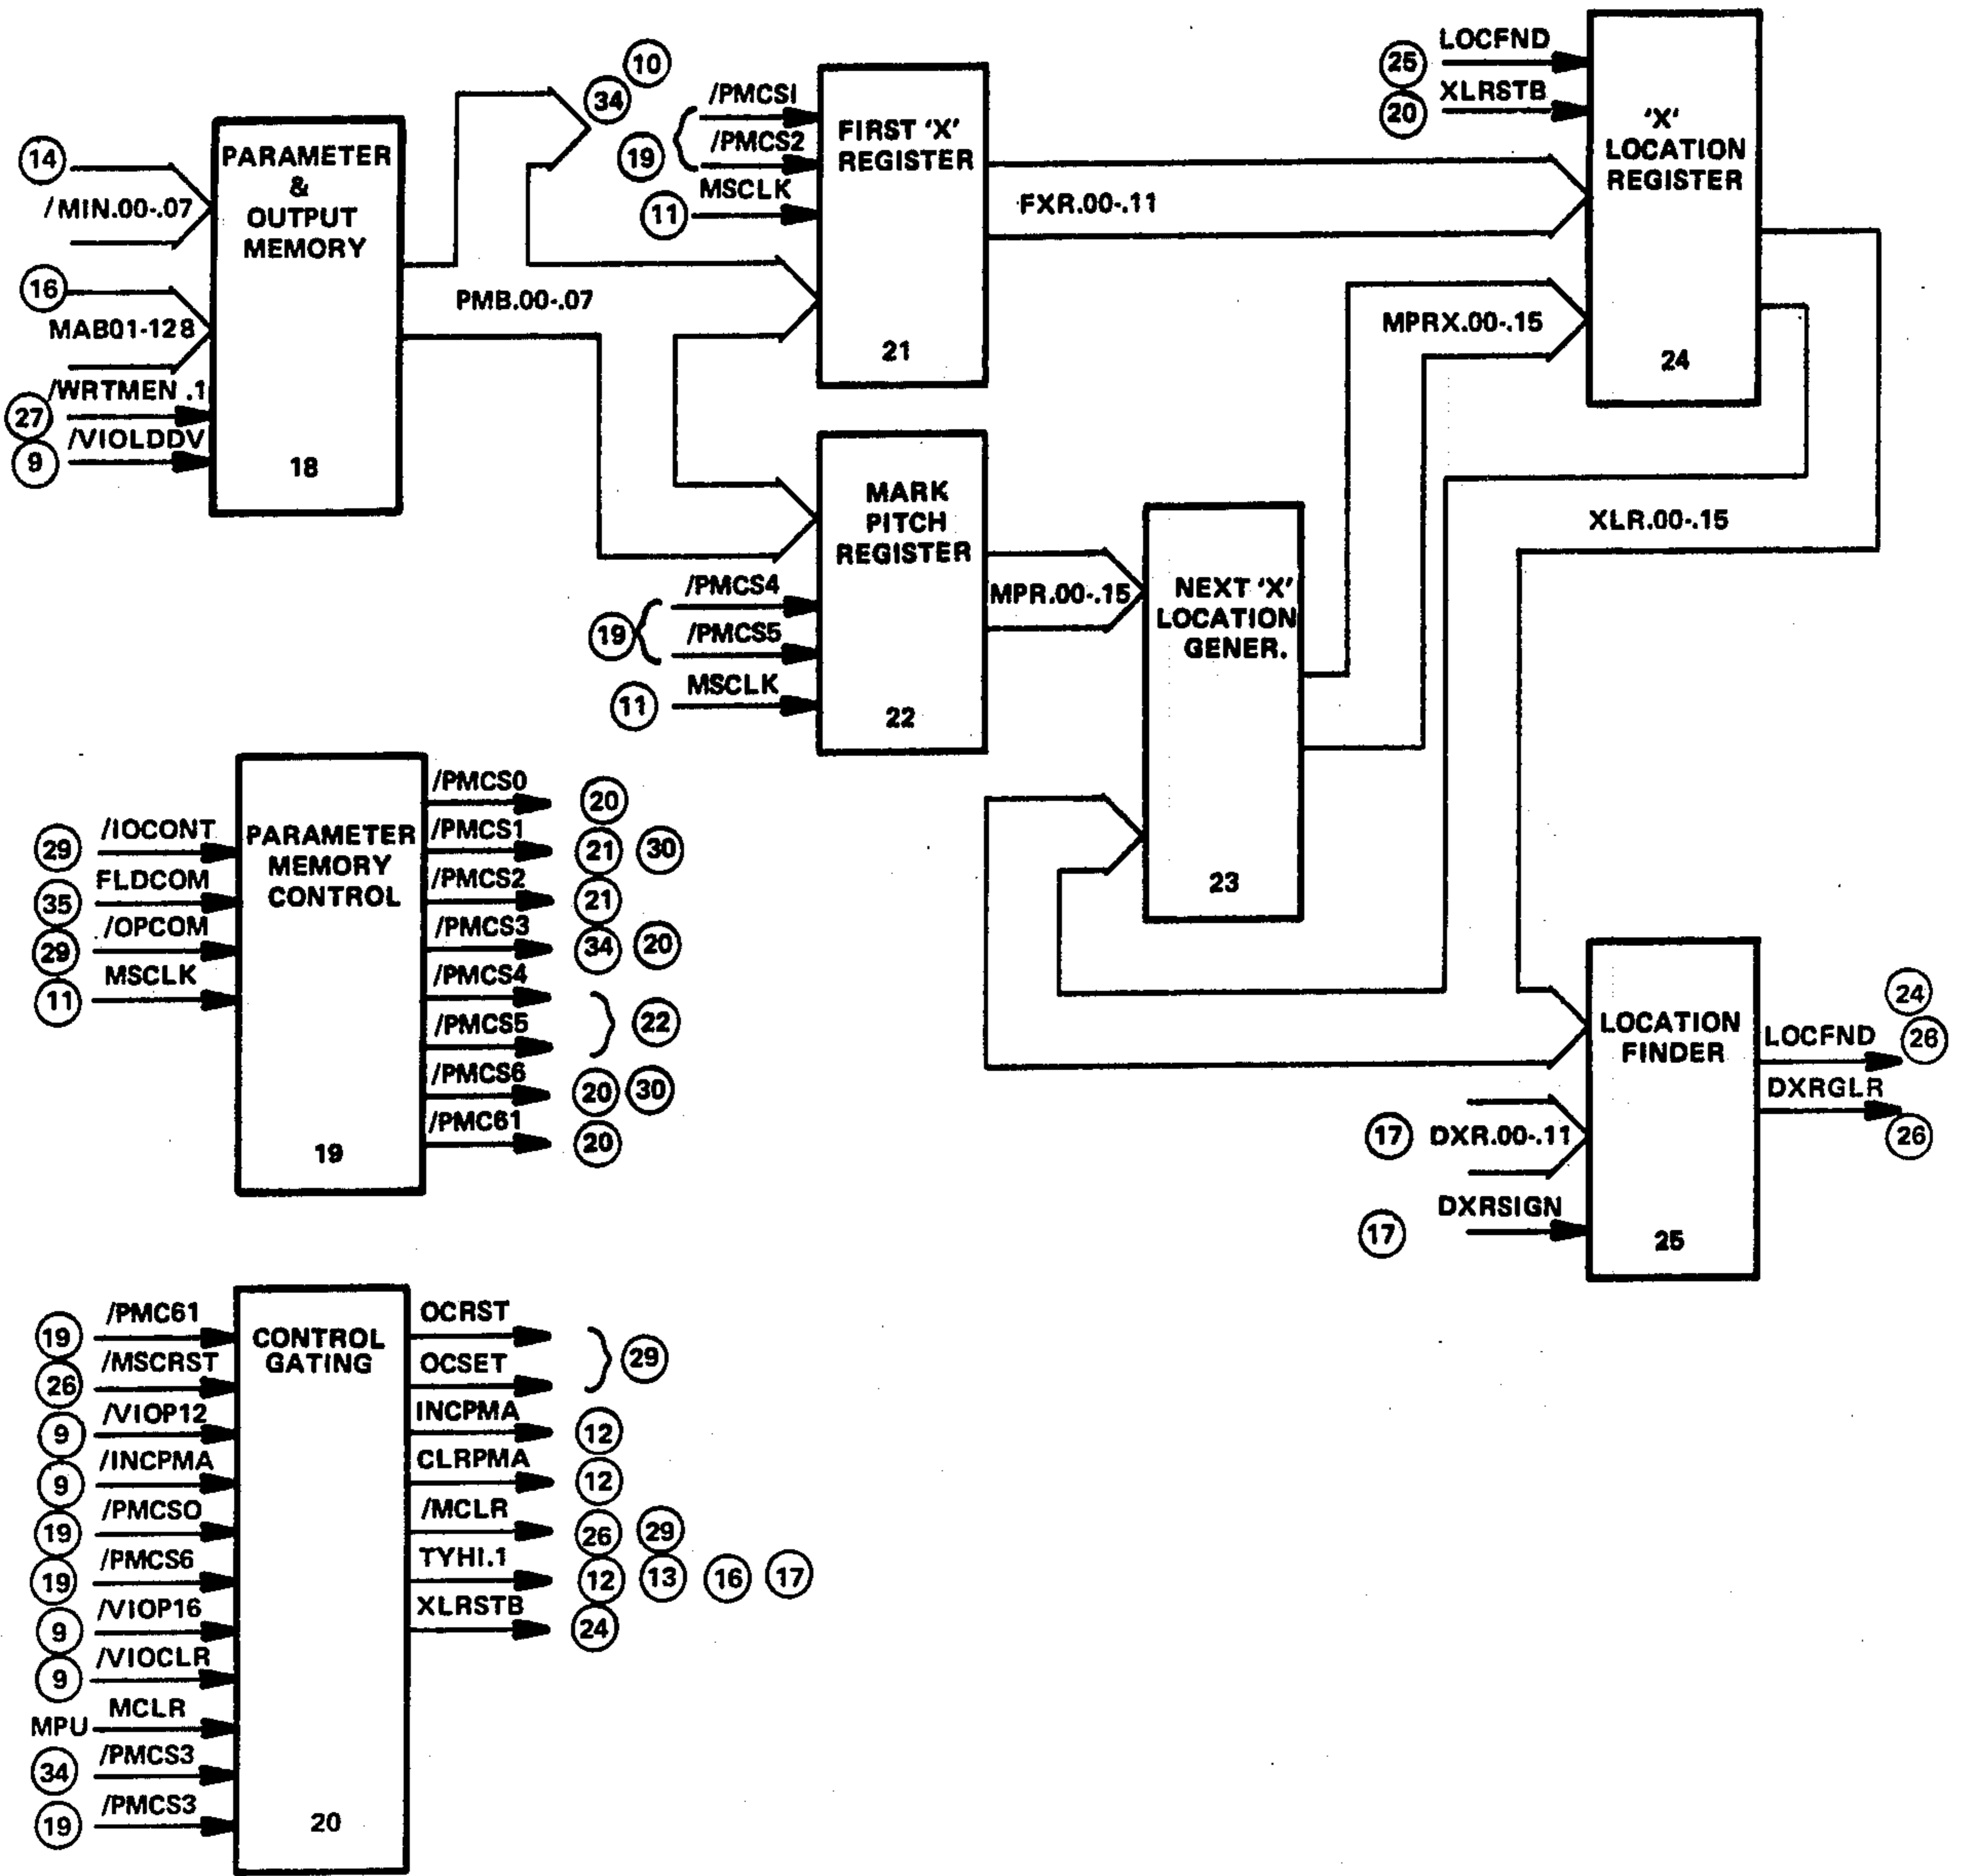 14
/MIN.00-.07
16
MAB01-128
/WRTMEN .1
27
/VIOLDDV
9
PARAMETER
&
OUTPUT
MEMORY
18
10
34
PMB.00-.07
/PMCSI
/PMCS2
19
MSCLK
11
FIRST 'X'
REGISTER
21
FXR.00-.11
LOCFND
25
XLRSTB
20
'X'
LOCATION
REGISTER
24
MPRX.00-.15
XLR.00-.15
MARK
PITCH
REGISTER
22
/PMCS4
/PMCS5
19
MSCLK
11
MPR.00-.15
NEXT 'X'
LOCATION
GENER.
23
/IOCONT
29
FLDCOM
35
/OPCOM
29
MSCLK
11
PARAMETER
MEMORY
CONTROL
19
/PMCS0
20
/PMCS1
21 30
/PMCS2
21
/PMCS3
34 20
/PMCS4
/PMCS5
22
/PMCS6
20 30
/PMC61
20
LOCATION
FINDER
25
17 DXR.00-.11
DXRSIGN
17
24
LOCFND
26
DXRGLR
26
/PMC61
19
/MSCRST
26
/VIOP12
9
/INCPMA
9
/PMCSO
19
/PMCS6
19
/VIOP16
9
/VIOCLR
9
MCLR
MPU
/PMCS3
34
/PMCS3
19
CONTROL
GATING
20
OCRST
OCSET
29
INCPMA
12
CLRPMA
12
/MCLR
26 29
TYHI.1
12 13 16 17
XLRSTB
24